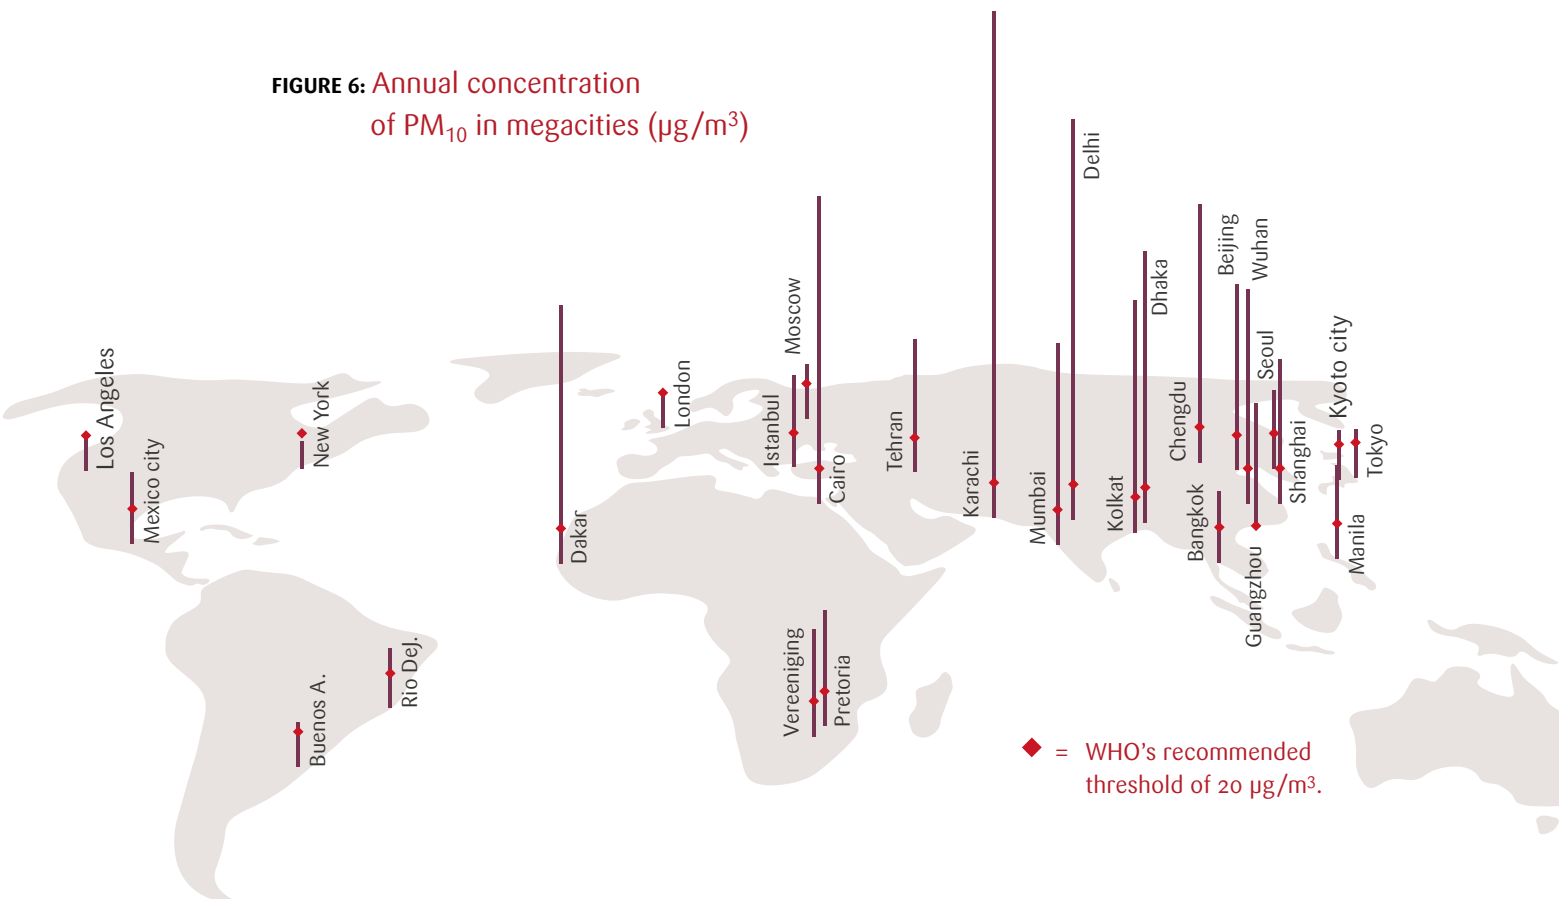 FIGURE 6: Annual concentration
of PM₁₀ in megacities (µg/m³)
Los Angeles
Mexico city
New York
Buenos A.
Rio DeJ.
Dakar
London
Istanbul
Moscow
Cairo
Vereeniging
Pretoria
Tehran
Karachi
Mumbai
Delhi
Kolkat
Dhaka
Chengdu
Bangkok
Beijing
Wuhan
Guangzhou
Seoul
Shanghai
Kyoto city
Manila
Tokyo
= WHO's recommended
threshold of 20 µg/m³.